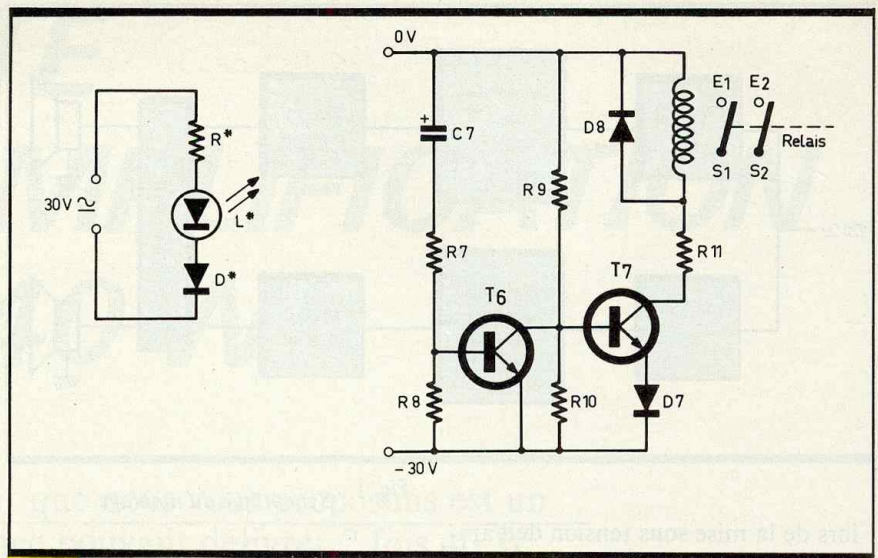 30V ≂
R*
L*
D*
0V
+
C7
R7
R8
T6
R9
R10
T7
D8
R11
D7
E1 E2
S1 S2
Relais
-30V
lors de la mise sous tension